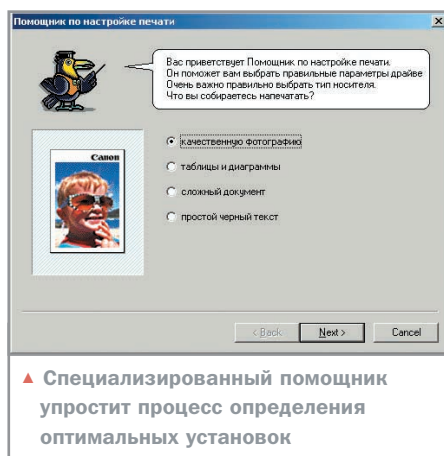 Помощник по настройке печати
Вас приветствует Помощник по настройке печати.
Он поможет вам выбрать правильные параметры драйве
Очень важно правильно выбрать тип носителя.
Что вы собираетесь напечатать?
Canon
качественную фотографию
таблицы и диаграммы
сложный документ
простой черный текст
< Back
Next >
Cancel
▲ Специализированный помощник
упростит процесс определения
оптимальных установок